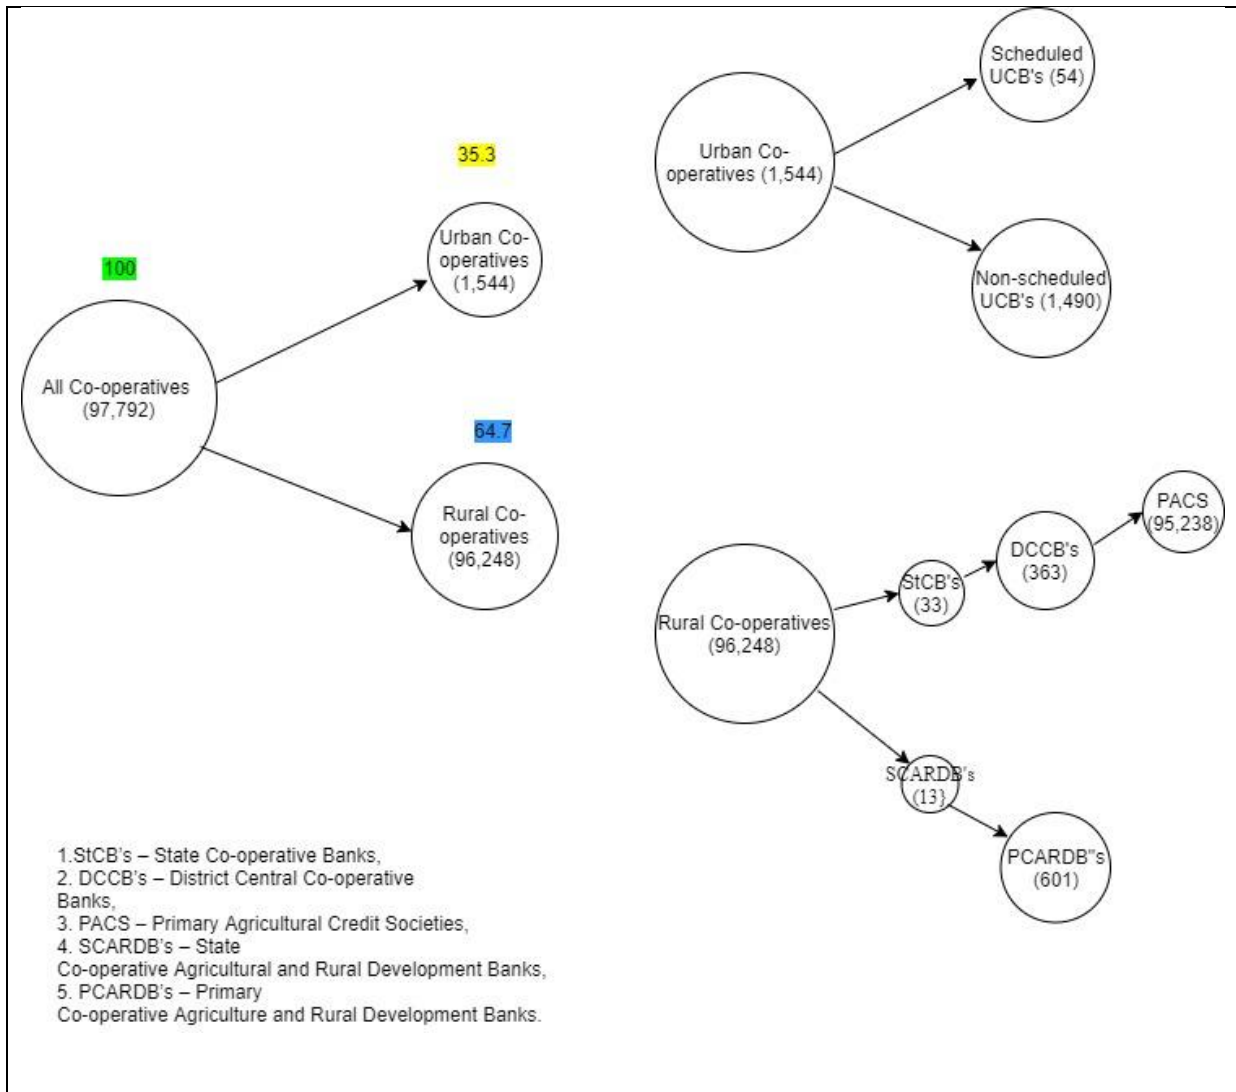 100
All Co-operatives
(97,792)
35.3
Urban Co-
operatives
(1,544)
64.7
Rural Co-
operatives
(96,248)
Urban Co-
operatives (1,544)
Scheduled
UCB's (54)
Non-scheduled
UCB's (1,490)
Rural Co-operatives
(96,248)
StCB's
(33)
DCCB's
(363)
PACS
(95,238)
SCARDB's
(13}
PCARDB"s
(601)
1.StCB's – State Co-operative Banks,
2. DCCB's – District Central Co-operative
Banks,
3. PACS – Primary Agricultural Credit Societies,
4. SCARDB's – State
Co-operative Agricultural and Rural Development Banks,
5. PCARDB's – Primary
Co-operative Agriculture and Rural Development Banks.